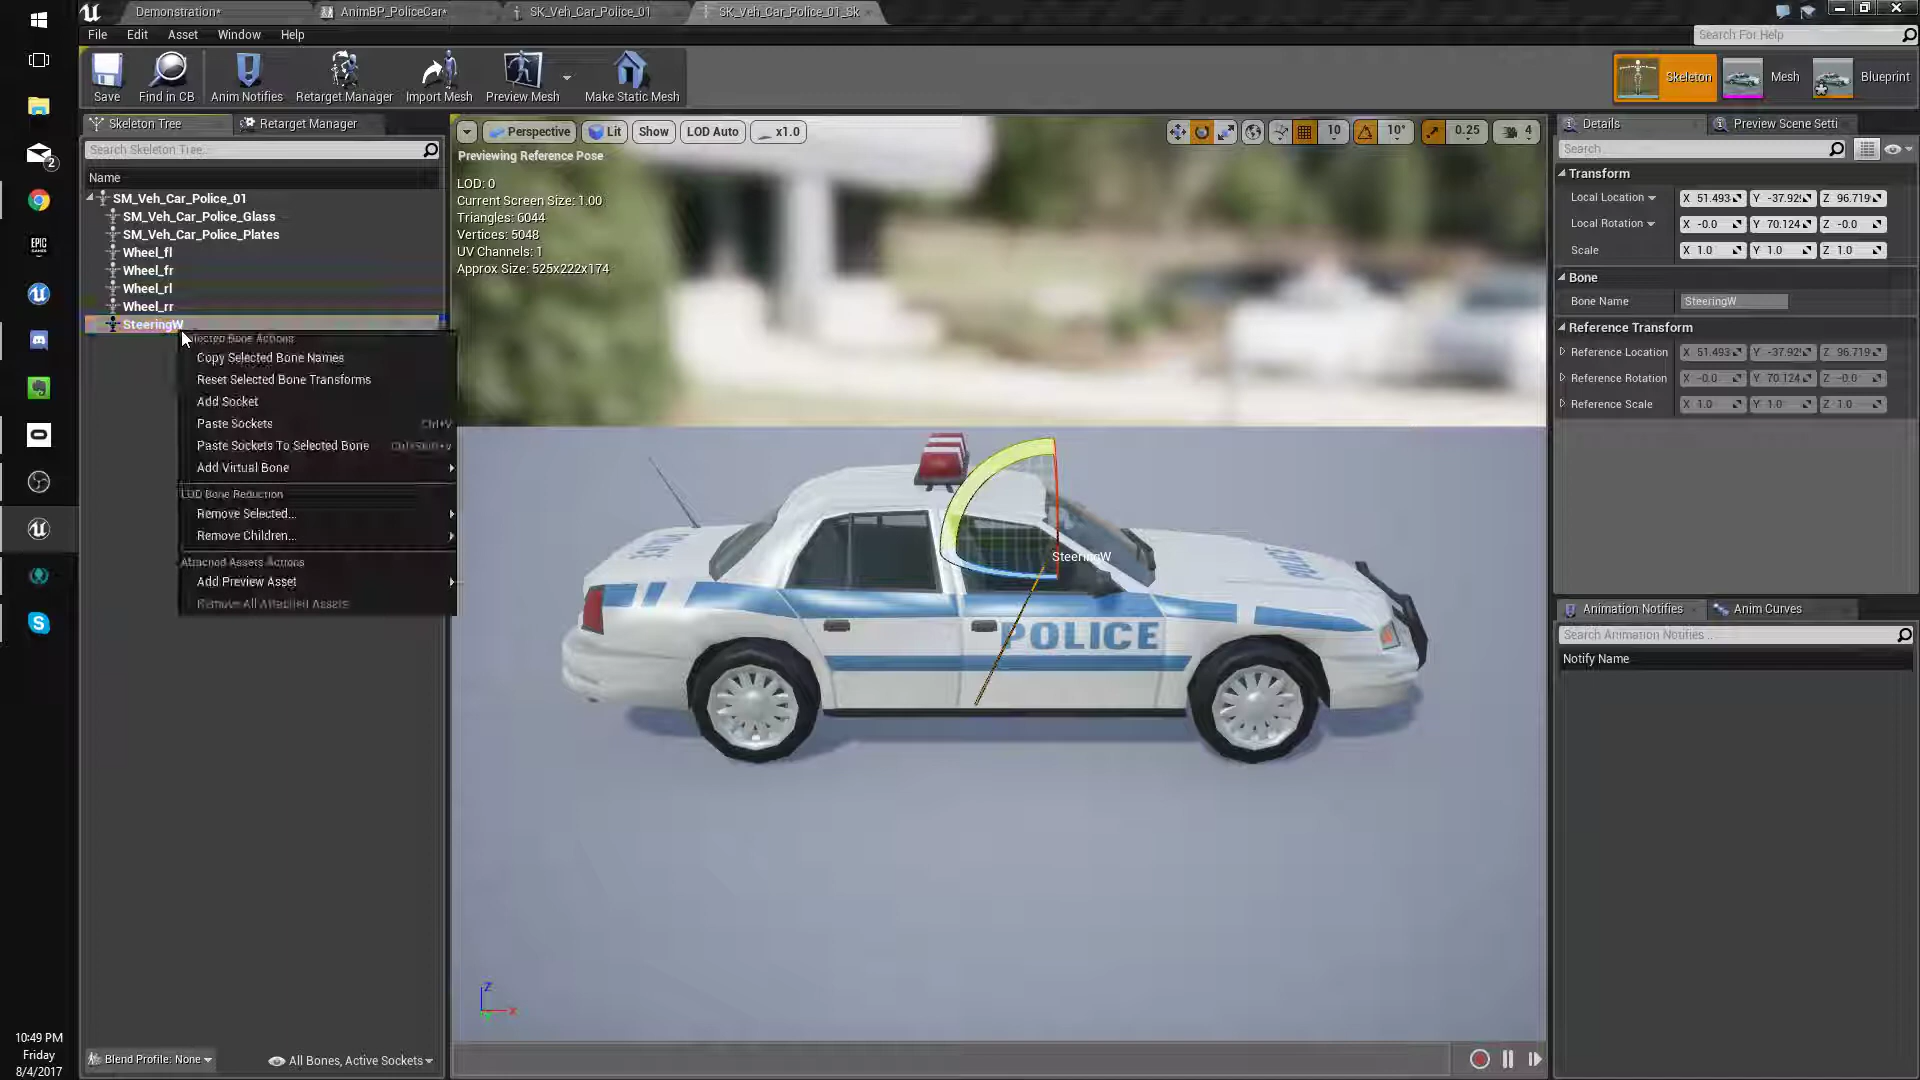 Demonstration*
AnimBP_PoliceCar*
SK_Veh_Car_Police_01
SK_Veh_Car_Police_01_Sk
File Edit Asset Window Help
Search For Help
Save
Find in CB
Anim Notifies
Retarget Manager
Import Mesh
Preview Mesh
Make Static Mesh
Skeleton
Mesh
Blueprint
Skeleton Tree
Retarget Manager
Search Skeleton Tree...
Name
SM_Veh_Car_Police_01
SM_Veh_Car_Police_Glass
SM_Veh_Car_Police_Plates
Wheel_fl
Wheel_fr
Wheel_rl
Wheel_rr
SteeringW
Selected Bone Actions
Copy Selected Bone Names
Reset Selected Bone Transforms
Add Socket
Paste Sockets Ctrl+V
Paste Sockets To Selected Bone Ctrl+Shift+V
Add Virtual Bone
LOD Bone Reduction
Remove Selected...
Remove Children...
Attached Assets Actions
Add Preview Asset
Remove All Attached Assets
Blend Profile: None
All Bones, Active Sockets
Perspective
Lit
Show
LOD Auto
x1.0
10
10°
0.25
4
Previewing Reference Pose
LOD: 0
Current Screen Size: 1.00
Triangles: 6044
Vertices: 5048
UV Channels: 1
Approx Size: 525x222x174
SteeringW
POLICE
POLICE
Z
X
Details
Preview Scene Setti
Search
Transform
Local Location X 51.493 Y -37.92 Z 96.719
Local Rotation X -0.0 Y 70.124 Z -0.0
Scale X 1.0 Y 1.0 Z 1.0
Bone
Bone Name SteeringW
Reference Transform
Reference Location X 51.493 Y -37.92 Z 96.719
Reference Rotation X -0.0 Y 70.124 Z -0.0
Reference Scale X 1.0 Y 1.0 Z 1.0
Animation Notifies
Anim Curves
Search Animation Notifies...
Notify Name
EPIC
GAMES
2
10:49 PM
Friday
8/4/2017